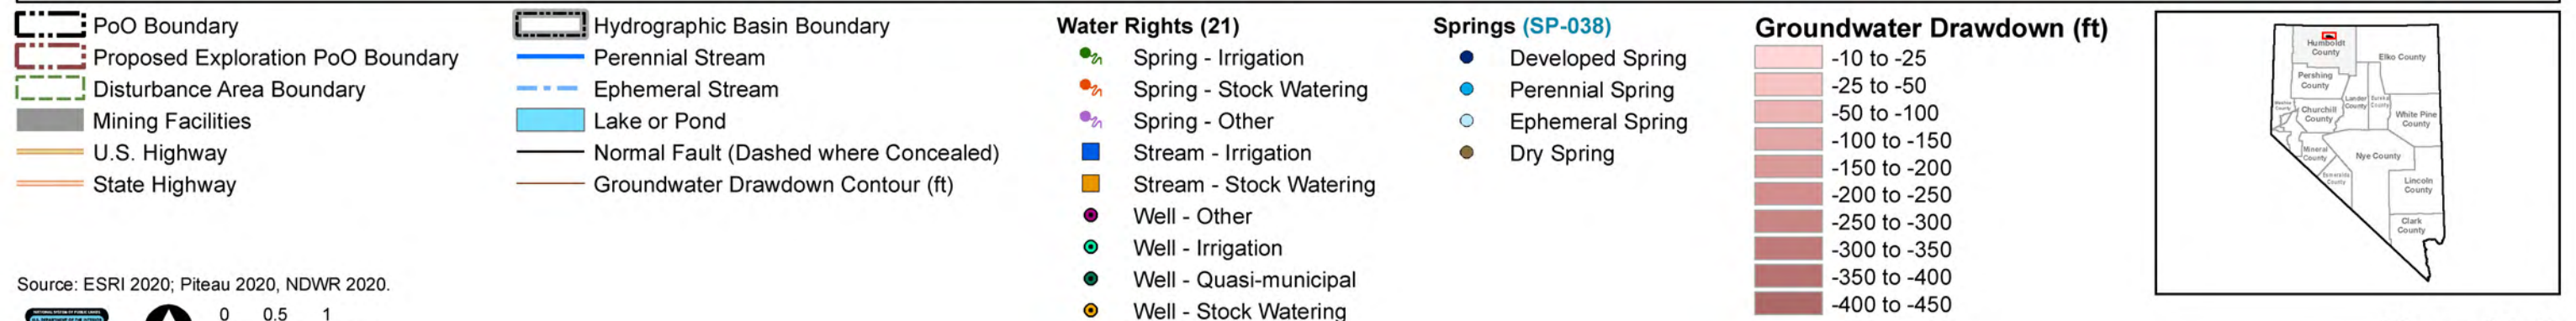 PoO Boundary
Proposed Exploration PoO Boundary
Disturbance Area Boundary
Mining Facilities
U.S. Highway
State Highway
Source: ESRI 2020; Piteau 2020, NDWR 2020.
0 0.5 1
Hydrographic Basin Boundary
Perennial Stream
Ephemeral Stream
Lake or Pond
Normal Fault (Dashed where Concealed)
Groundwater Drawdown Contour (ft)
Water Rights (21)
Spring - Irrigation
Spring - Stock Watering
Spring - Other
Stream - Irrigation
Stream - Stock Watering
Well - Other
Well - Irrigation
Well - Quasi-municipal
Well - Stock Watering
Springs (SP-038)
Developed Spring
Perennial Spring
Ephemeral Spring
Dry Spring
Groundwater Drawdown (ft)
-10 to -25
-25 to -50
-50 to -100
-100 to -150
-150 to -200
-200 to -250
-250 to -300
-300 to -350
-350 to -400
-400 to -450
Humboldt
County
Elko County
Pershing
County
Lander
County
Eureka
County
Churchill
County
White Pine
County
Mineral
County
Nye County
Esmeralda
County
Lincoln
County
Clark
County